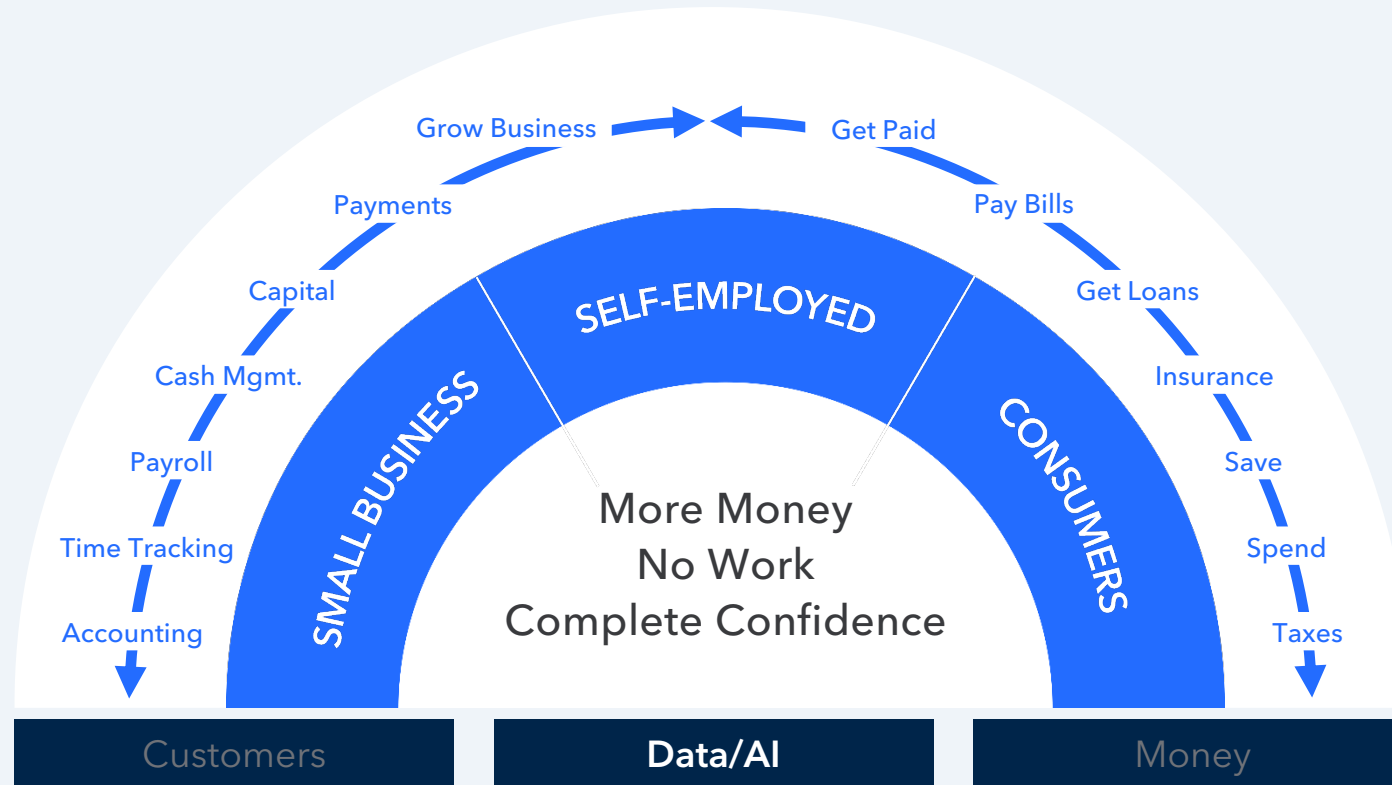 Grow Business
Get Paid
Payments
Pay Bills
Capital
Get Loans
Cash Mgmt.
Insurance
Payroll
Save
Time Tracking
Spend
Accounting
Taxes
SMALL BUSINESS
SELF-EMPLOYED
CONSUMERS
More Money
No Work
Complete Confidence
Customers
Data/AI
Money